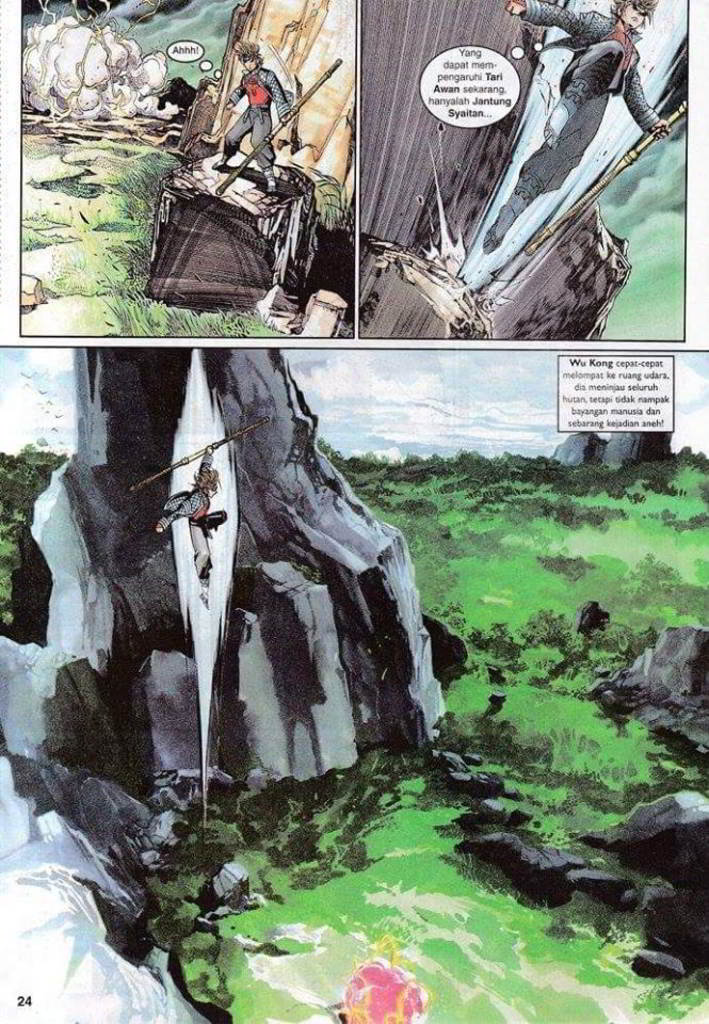 Ahhh!
Yang
dapat mem-
pengaruhi Tari
Awan sekarang,
hanyalah Jantung
Syaitan...
Wu Kong cepat-cepat
melompat ke ruang udara,
dia meninjau seluruh
hutan, tetapi tidak nampak
bayangan manusia dan
sebarang kejadian aneh!
24